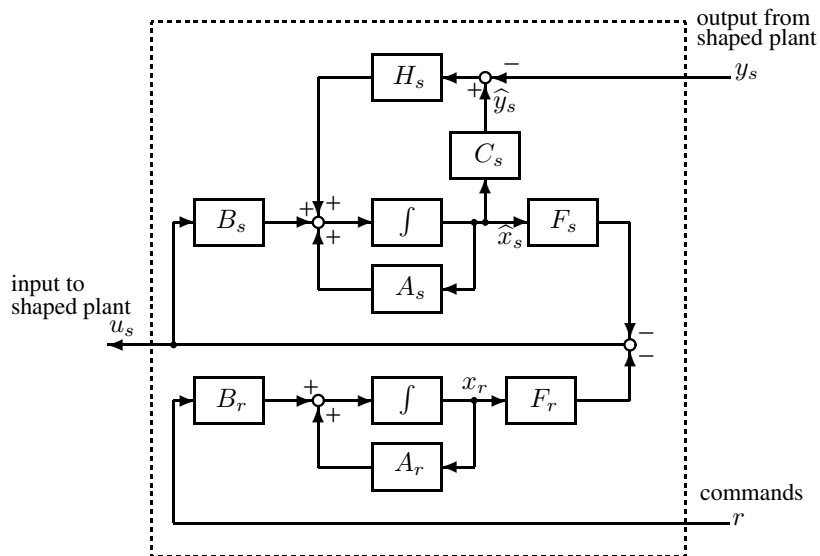 output from
shaped plant
y_s
H_s
−
+
ŷ_s
C_s
B_s
+
+
+
∫
x̂_s
F_s
A_s
input to
shaped plant
u_s
−
−
B_r
+
+
∫
x_r
F_r
A_r
commands
r